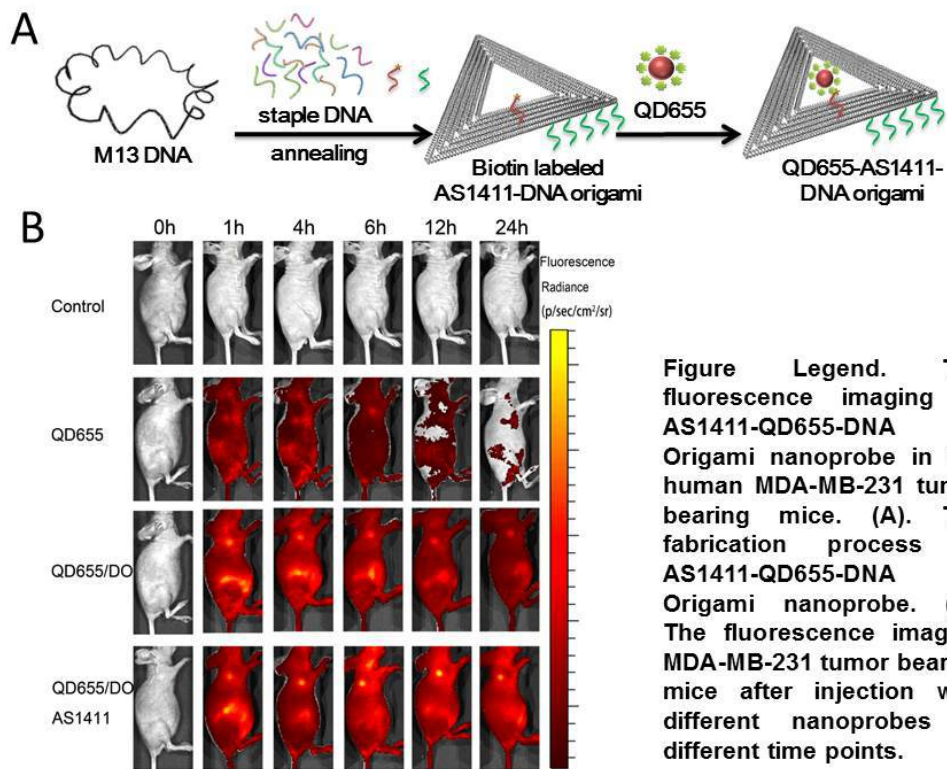 A
M13 DNA
staple DNA
annealing
Biotin labeled
AS1411-DNA origami
QD655
QD655-AS1411-
DNA origami
B
0h 1h 4h 6h 12h 24h
Control
QD655
QD655/DO
QD655/DO
AS1411
Fluorescence
Radiance
(p/sec/cm²/sr)
Figure Legend.
fluorescence imaging
AS1411-QD655-DNA
Origami nanoprobe in
human MDA-MB-231
bearing mice. (A).
fabrication process
AS1411-QD655-DNA
Origami nanoprobe.
The fluorescence
MDA-MB-231 tumor
mice after injection
different nanoprobes
different time points.